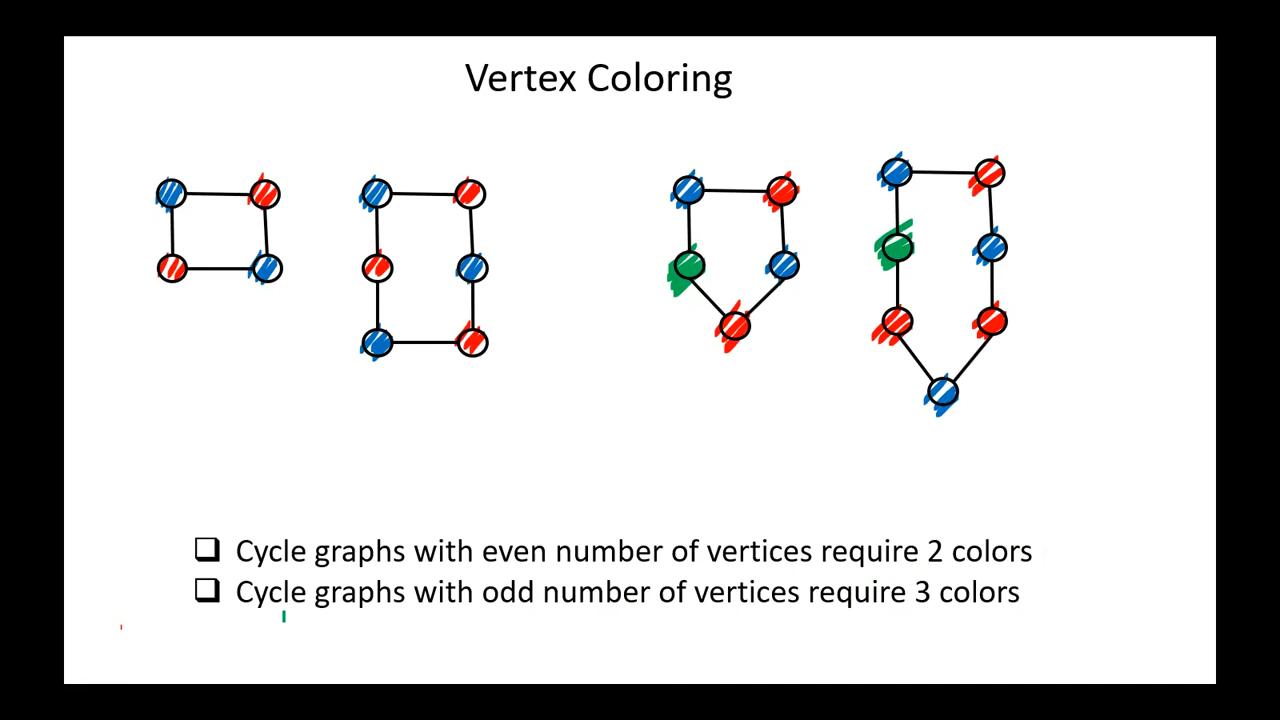 Vertex Coloring
❑ Cycle graphs with even number of vertices require 2 colors
❑ Cycle graphs with odd number of vertices require 3 colors